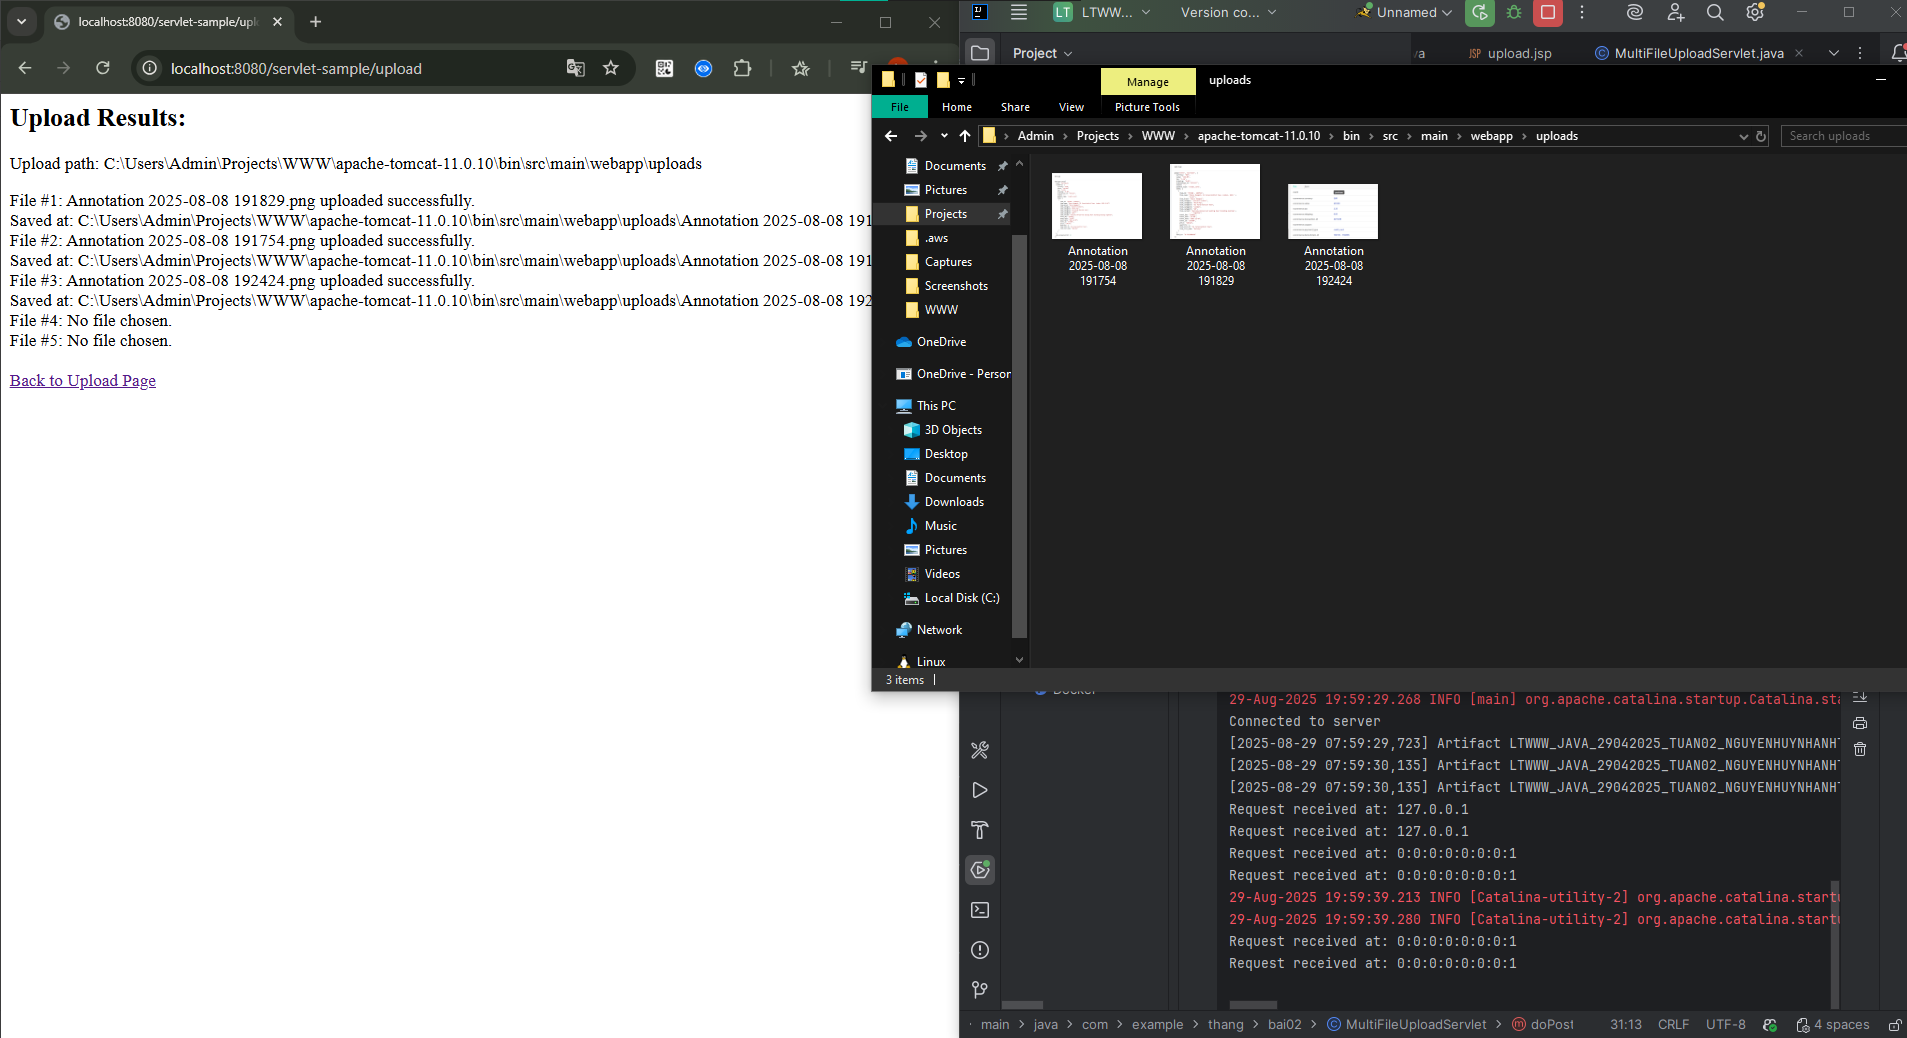 localhost:8080/servlet-sample/upl
localhost:8080/servlet-sample/upload
Upload Results:
Upload path: C:\Users\Admin\Projects\WWW\apache-tomcat-11.0.10\bin\src\main\webapp\uploads
File #1: Annotation 2025-08-08 191829.png uploaded successfully.
Saved at: C:\Users\Admin\Projects\WWW\apache-tomcat-11.0.10\bin\src\main\webapp\uploads\Annotation 2025-08-08 191
File #2: Annotation 2025-08-08 191754.png uploaded successfully.
Saved at: C:\Users\Admin\Projects\WWW\apache-tomcat-11.0.10\bin\src\main\webapp\uploads\Annotation 2025-08-08 191
File #3: Annotation 2025-08-08 192424.png uploaded successfully.
Saved at: C:\Users\Admin\Projects\WWW\apache-tomcat-11.0.10\bin\src\main\webapp\uploads\Annotation 2025-08-08 192
File #4: No file chosen.
File #5: No file chosen.
Back to Upload Page
LT LTWW... Version co... Unnamed
Project va JSP upload.jsp MultiFileUploadServlet.java
Manage uploads
File Home Share View Picture Tools
Admin Projects WWW apache-tomcat-11.0.10 bin src main webapp uploads Search uploads
Documents
Pictures
Projects
.aws
Captures
Screenshots
WWW
OneDrive
OneDrive - Person
This PC
3D Objects
Desktop
Documents
Downloads
Music
Pictures
Videos
Local Disk (C:)
Network
Linux
3 items
Annotation
2025-08-08
191754
Annotation
2025-08-08
191829
Annotation
2025-08-08
192424
Docker
29-Aug-2025 19:59:29.268 INFO [main] org.apache.catalina.startup.Catalina.sta
Connected to server
[2025-08-29 07:59:29,723] Artifact LTWWW_JAVA_29042025_TUAN02_NGUYENHUYNHANHT
[2025-08-29 07:59:30,135] Artifact LTWWW_JAVA_29042025_TUAN02_NGUYENHUYNHANHT
[2025-08-29 07:59:30,135] Artifact LTWWW_JAVA_29042025_TUAN02_NGUYENHUYNHANHT
Request received at: 127.0.0.1
Request received at: 127.0.0.1
Request received at: 0:0:0:0:0:0:0:1
Request received at: 0:0:0:0:0:0:0:1
29-Aug-2025 19:59:39.213 INFO [Catalina-utility-2] org.apache.catalina.startu
29-Aug-2025 19:59:39.280 INFO [Catalina-utility-2] org.apache.catalina.startu
Request received at: 0:0:0:0:0:0:0:1
Request received at: 0:0:0:0:0:0:0:1
main java com example thang bai02 MultiFileUploadServlet doPost 31:13 CRLF UTF-8 4 spaces